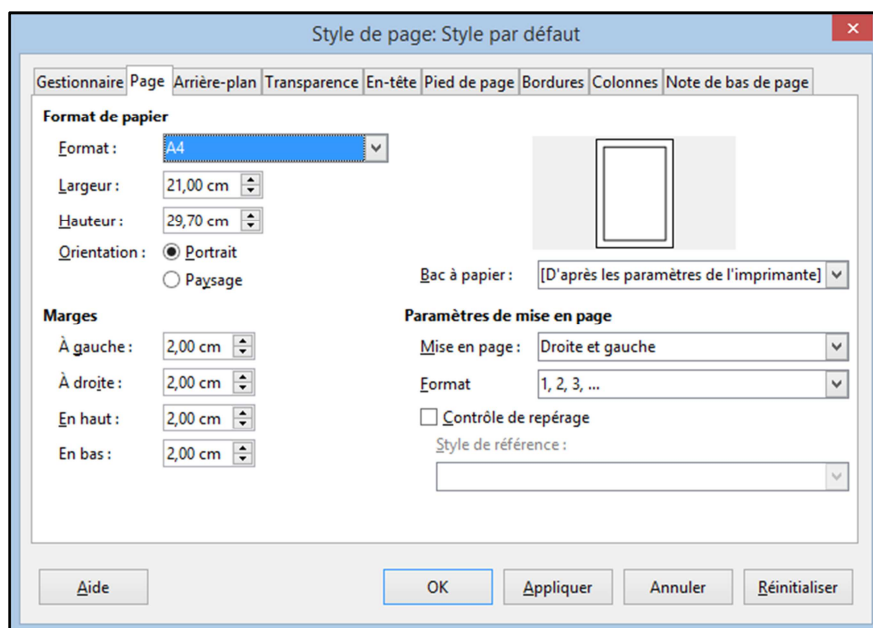 Style de page: Style par défaut
Gestionnaire Page Arrière-plan Transparence En-tête Pied de page Bordures Colonnes Note de bas de page
Format de papier
Format : A4
Largeur : 21,00 cm
Hauteur : 29,70 cm
Orientation : Portrait
Paysage
Bac à papier : [D'après les paramètres de l'imprimante]
Marges
À gauche : 2,00 cm
À droite : 2,00 cm
En haut : 2,00 cm
En bas : 2,00 cm
Paramètres de mise en page
Mise en page : Droite et gauche
Format 1, 2, 3, ...
Contrôle de repérage
Style de référence :
Aide OK Appliquer Annuler Réinitialiser